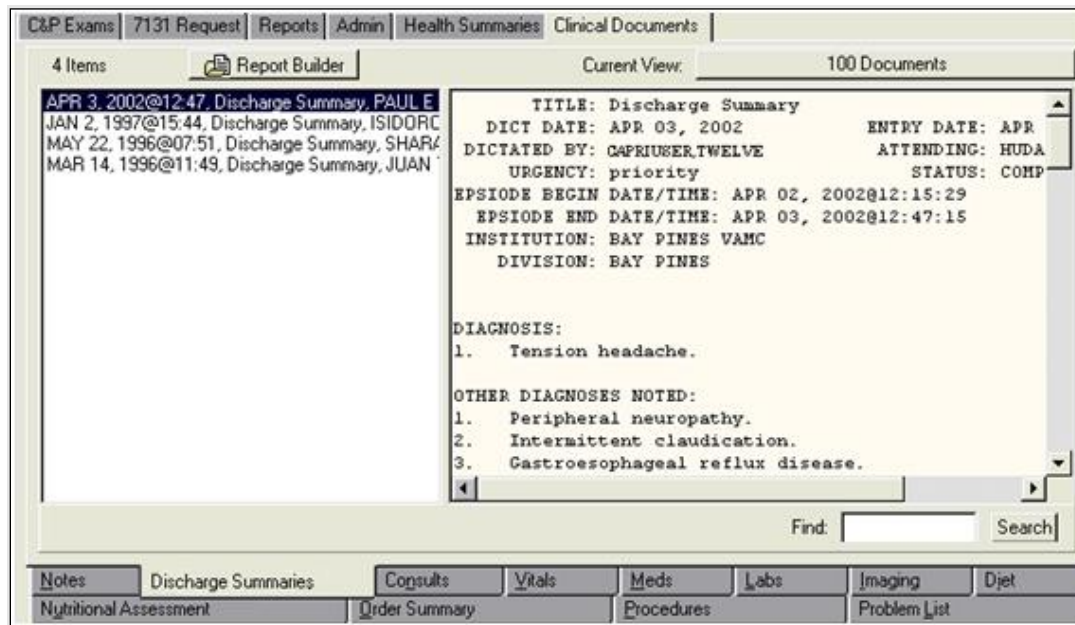 C&P Exams 7131 Request Reports Admin Health Summaries Clinical Documents
4 Items Report Builder Current View: 100 Documents
APR 3, 2002@12:47, Discharge Summary, PAUL E
JAN 2, 1997@15:44, Discharge Summary, ISIDORC
MAY 22, 1996@07:51, Discharge Summary, SHARA
MAR 14, 1996@11:49, Discharge Summary, JUAN
TITLE: Discharge Summary
DICT DATE: APR 03, 2002 ENTRY DATE: APR
DICTATED BY: CAPRIUSER,TWELVE ATTENDING: HUDA
URGENCY: priority STATUS: COMP
EPSIODE BEGIN DATE/TIME: APR 02, 2002@12:15:29
EPSIODE END DATE/TIME: APR 03, 2002@12:47:15
INSTITUTION: BAY PINES VAMC
DIVISION: BAY PINES
DIAGNOSIS:
1. Tension headache.
OTHER DIAGNOSES NOTED:
1. Peripheral neuropathy.
2. Intermittent claudication.
3. Gastroesophageal reflux disease.
Find: Search
Notes Discharge Summaries Consults Vitals Meds Labs Imaging Diet
Nutritional Assessment Order Summary Procedures Problem List